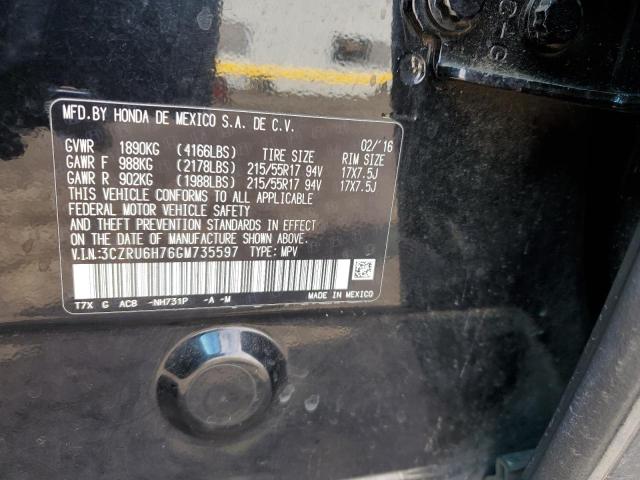 MFD.BY HONDA DE MEXICO S.A. DE C.V.
02/'16
GVWR 1890KG (4166LBS) TIRE SIZE RIM SIZE
GAWR F 988KG (2178LBS) 215/55R17 94V 17X7.5J
GAWR R 902KG (1988LBS) 215/55R17 94V 17X7.5J
THIS VEHICLE CONFORMS TO ALL APPLICABLE
FEDERAL MOTOR VEHICLE SAFETY
AND THEFT PREVENTION STANDARDS IN EFFECT
ON THE DATE OF MANUFACTURE SHOWN ABOVE.
V.I.N.:3CZRU6H76GM735597 TYPE: MPV
T7X G AC8 -NH731P -A -M
MADE IN MEXICO